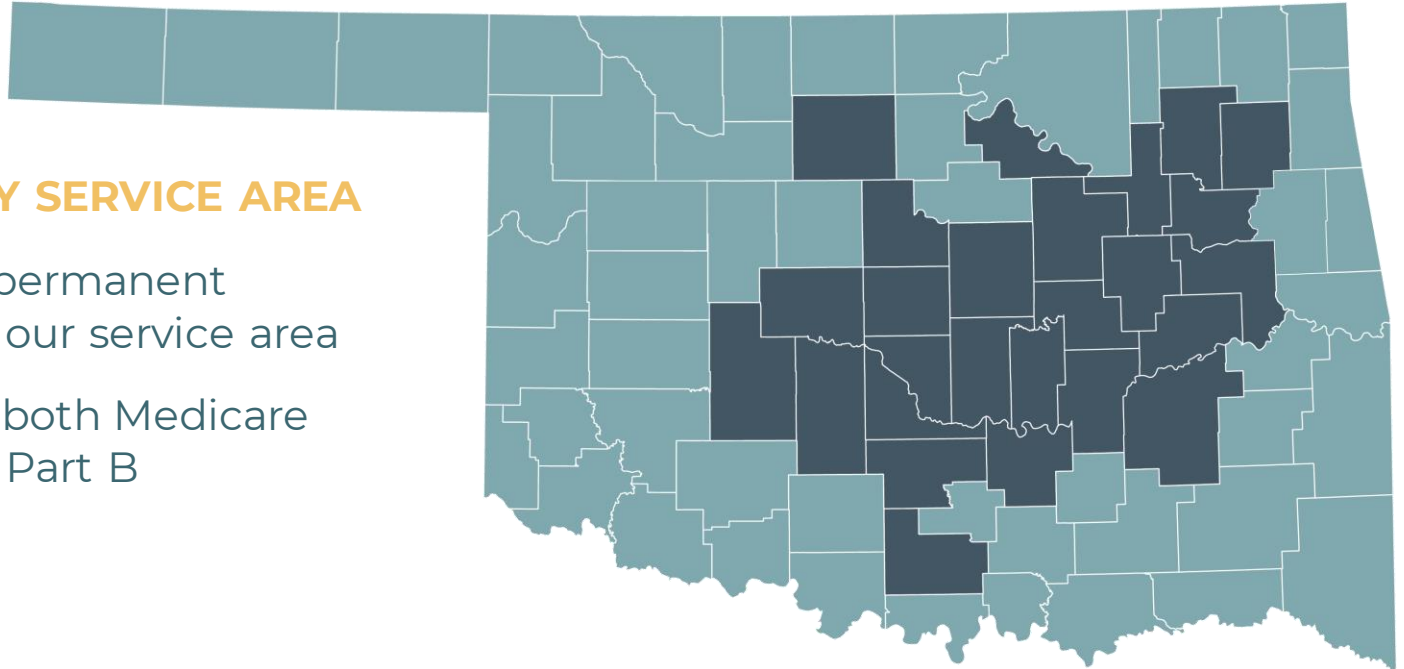 Y SERVICE AREA
permanent
our service area
both Medicare
Part B